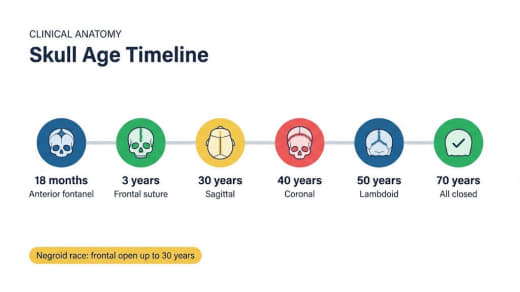 CLINICAL ANATOMY
Skull Age Timeline
18 months
Anterior fontanel
3 years
Frontal suture
30 years
Sagittal
40 years
Coronal
50 years
Lambdoid
70 years
All closed
Negroid race: frontal open up to 30 years